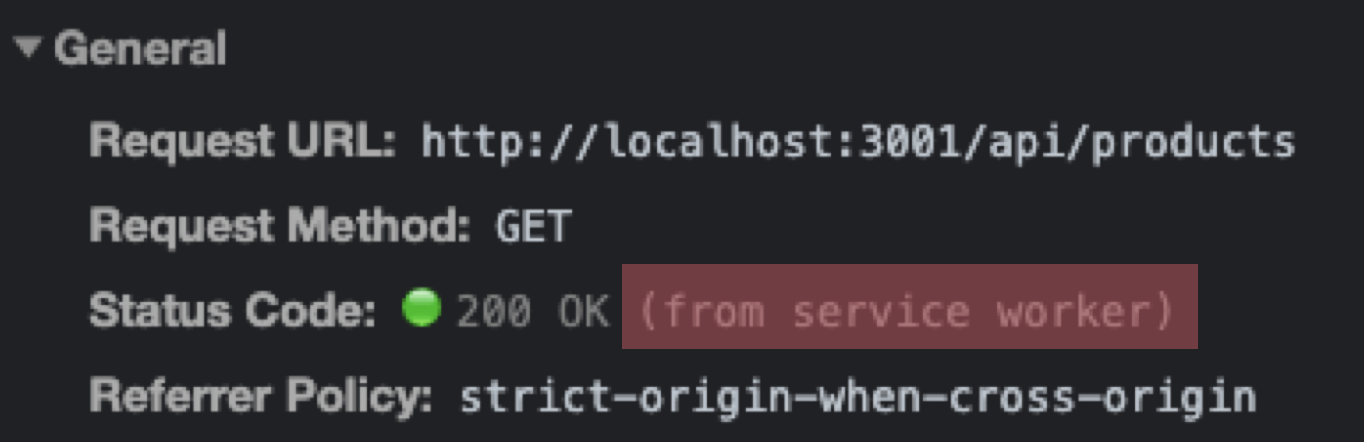 General
Request URL: http://localhost:3001/api/products
Request Method: GET
Status Code: 200 OK (from service worker)
Referrer Policy: strict-origin-when-cross-origin